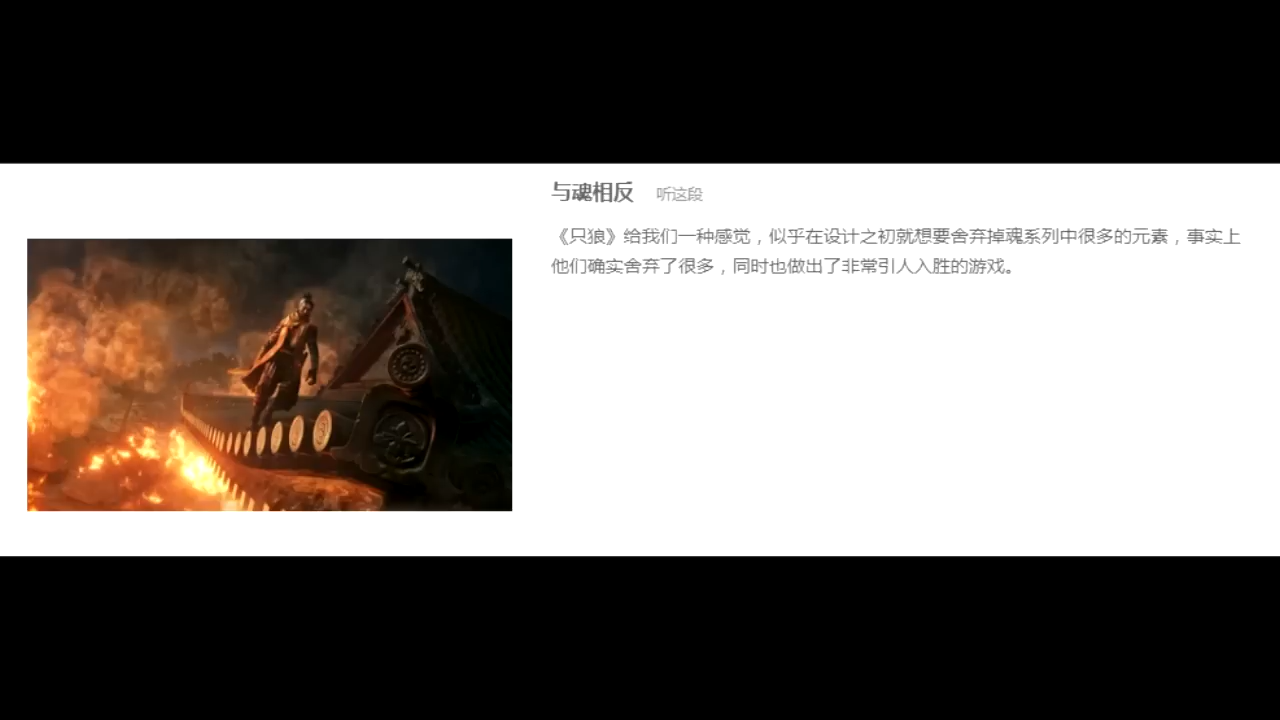 与魂相反 听这段
《只狼》给我们一种感觉，似乎在设计之初就想要舍弃掉魂系列中很多的元素，事实上
他们确实舍弃了很多，同时也做出了非常引人入胜的游戏。